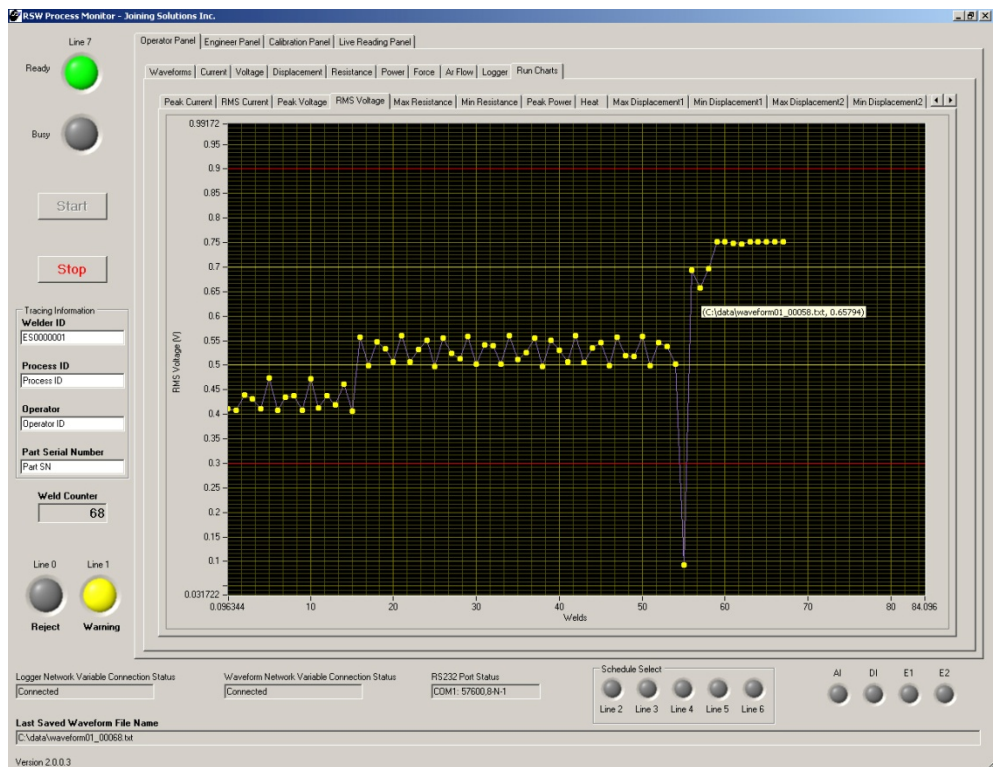 RSW Process Monitor - Joining Solutions Inc.
Line 7
Ready
Busy
Start
Stop
Tracing Information
Welder ID
ES0000001
Process ID
Process ID
Operator
Operator ID
Part Serial Number
Part SN
Weld Counter
68
Line 0 Line 1
Reject Warning
Operator Panel Engineer Panel Calibration Panel Live Reading Panel
Waveforms Current Voltage Displacement Resistance Power Force Air Flow Logger Run Charts
Peak Current RMS Current Peak Voltage RMS Voltage Max Resistance Min Resistance Peak Power Heat Max Displacement1 Min Displacement1 Max Displacement2 Min Displacement2
RMS Voltage (V)
0.99172
0.95
0.9
0.85
0.8
0.75
0.7
0.65
0.6
0.55
0.5
0.45
0.4
0.35
0.3
0.25
0.2
0.15
0.1
0.031722
(C:\data\waveform01_00058.txt, 0.65794)
0.096344 10 20 30 40 50 60 70 80 84.096
Welds
Logger Network Variable Connection Status
Connected
Waveform Network Variable Connection Status
Connected
RS232 Port Status
COM1: 57600,8-N-1
Schedule Select
Line 2 Line 3 Line 4 Line 5 Line 6
AI DI E1 E2
Last Saved Waveform File Name
C:\data\waveform01_00068.txt
Version 2.0.0.3